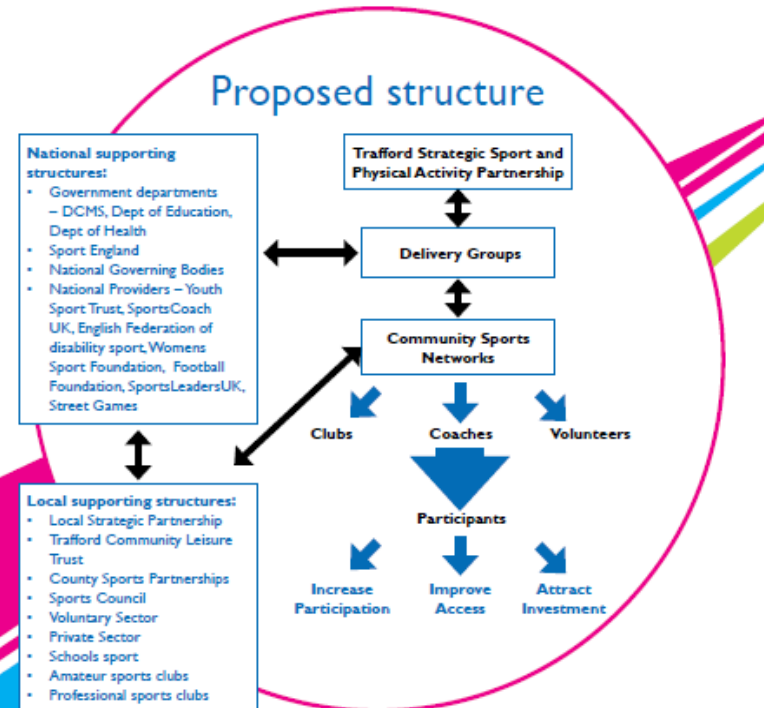 Proposed structure
National supporting
structures:
• Government departments
– DCMS, Dept of Education,
Dept of Health
• Sport England
• National Governing Bodies
• National Providers – Youth
Sport Trust, SportsCoach
UK, English Federation of
disability sport, Womens
Sport Foundation, Football
Foundation, SportsLeadersUK,
Street Games
Local supporting structures:
• Local Strategic Partnership
• Trafford Community Leisure
Trust
• County Sports Partnerships
• Sports Council
• Voluntary Sector
• Private Sector
• Schools sport
• Amateur sports clubs
• Professional sports clubs
Trafford Strategic Sport and
Physical Activity Partnership
Delivery Groups
Community Sports
Networks
Clubs
Coaches
Volunteers
Participants
Increase
Participation
Improve
Access
Attract
Investment